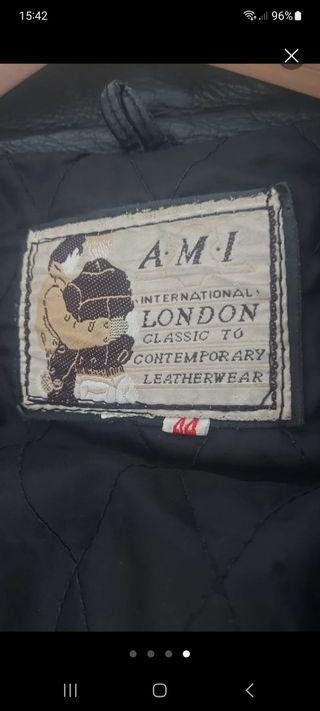 15:42
96%
A·M·I
INTERNATIONAL
LONDON
CLASSIC TO
CONTEMPORARY
LEATHERWEAR
44